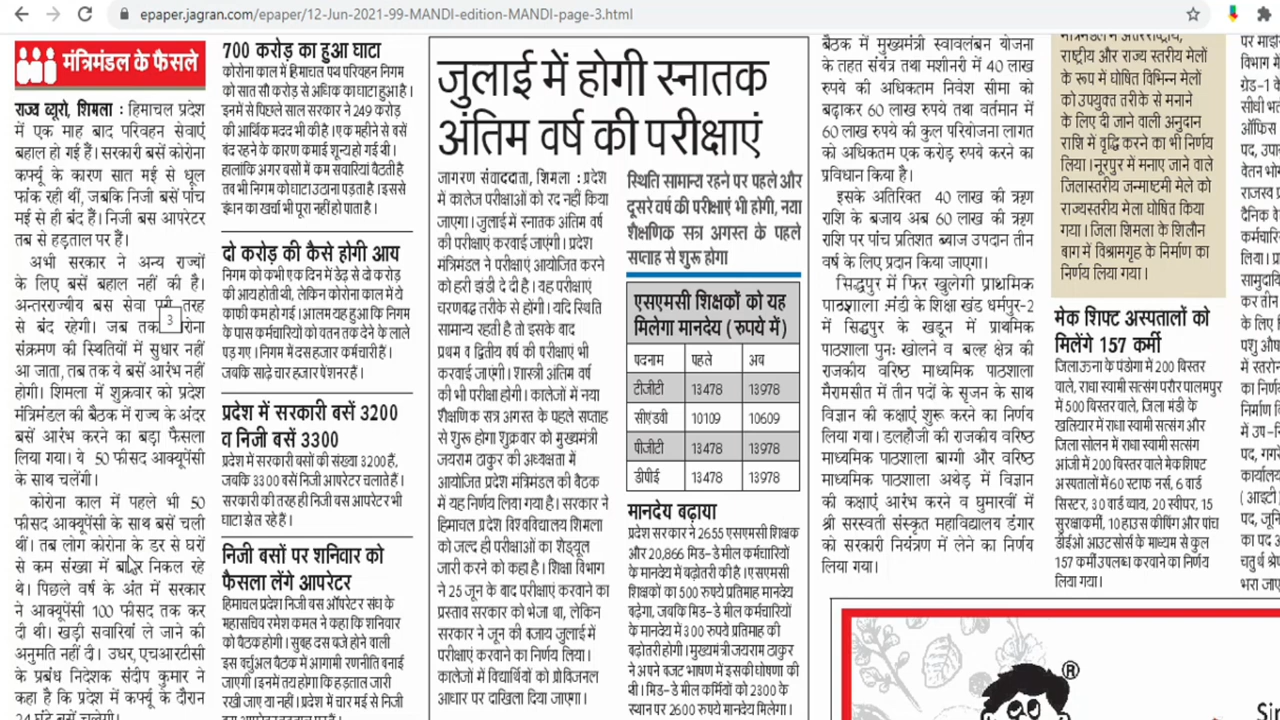 epaper.jagran.com/epaper/12-Jun-2021-99-MANDI-edition-MANDI-page-3.html
मंत्रिमंडल के फैसले
राज्य ब्यूरो, शिमला : हिमाचल प्रदेश
में एक माह बाद परिवहन सेवाएं
बहाल हो गई हैं। सरकारी बसें कोरोना
कर्फ्यू के कारण सात मई से धूल
फांक रही थीं, जबकि निजी बसें पांच
मई से ही बंद हैं। निजी बस आपरेटर
तब से हड़ताल पर हैं।
अभी सरकार ने अन्य राज्यों
के लिए बसें बहाल नहीं की है।
अन्तरराज्यीय बस सेवा तरह
से बंद रहेगी। जब तक
3
संक्रमण की स्थितियों में सुधार नहीं
आ जाता, तब तक ये बसें आरंभ नहीं
होगी। शिमला में शुक्रवार को प्रदेश
मंत्रिमंडल की बैठक में राज्य के अंदर
बसें आरंभ करने का बड़ा फैसला
लिया गया। ये 50 फीसद आक्यूपेंसी
के साथ चलेंगी।
कोरोना काल में पहले भी 50
फीसद आक्यूपेंसी के साथ बसें चली
थीं। तब लोग कोरोना के डर से घरों
से कम संख्या में बाहर निकल रहे
थे। पिछले वर्ष के अंत में सरकार
ने आक्यूपेंसी 100 फीसद तक कर
दी थी। खड़ी सवारियां ले जाने की
अनुमति नहीं दी। उधर, एचआरटीसी
के प्रबंध निदेशक संदीप कुमार ने
कहा है कि प्रदेश में कर्फ्यू के दौरान
700 करोड़ का हुआ घाटा
कोरोना काल में हिमाचल पथ परिवहन निगम
को सात सौ करोड़ से अधिक का घाटा हुआ है।
इनमें से पिछले साल सरकार ने 249 करोड़
की आर्थिक मदद भी की है। एक महीने से बसें
बंद रहने के कारण कमाई शून्य हो गई थी।
हालांकि अगर बसों में कम सवारियां बैठती है
तब भी निगम को घाटा उठाना पड़ता है। इससे
ईंधन का खर्चा भी पूरा नहीं हो पाता है।
दो करोड़ की कैसे होगी आय
निगम को कभी एक दिन में डेढ़ से दो करोड़
की आय होती थी, लेकिन कोरोना काल में ये
काफी कम हो गई। आलम यह हुआ कि निगम
के पास कर्मचारियों को वेतन देने के लाले
पड़ गए। निगम में दस हजार कर्मचारी हैं।
जबकि साढ़े चार हजार पेंशनर हैं।
प्रदेश में सरकारी बसें 3200
व निजी बसें 3300
प्रदेश में सरकारी बसों की संख्या 3200 हैं,
जबकि 3300 बसें निजी आपरेटर चलाते हैं।
सरकारी की तरह ही निजी बस आपरेटर भी
घाटा झेल रहे हैं।
निजी बसों पर शनिवार को
फैसला लेंगे आपरेटर
हिमाचल प्रदेश निजी बस ऑपरेटर संघ के
महासचिव रमेश कमल ने कहा कि शनिवार
को बैठक होगी। सुबह दस बजे होने वाली
इस वर्चुअल बैठक में आगामी रणनीति बनाई
जाएगी। इनमें तय होगा कि हड़ताल जारी
रखी जाए या नहीं। प्रदेश में चार मई से निजी
जुलाई में होगी स्नातक
अंतिम वर्ष की परीक्षाएं
जागरण संवाददाता, शिमला : प्रदेश
में कालेज परीक्षाओं को रद नहीं किया
जाएगा। जुलाई में स्नातक अंतिम वर्ष
की परीक्षाएं करवाई जाएंगी। प्रदेश
मंत्रिमंडल ने परीक्षाएं आयोजित करने
को हरी झंडी दे दी है। यह परीक्षाएं
चरणबद्ध तरीके से होंगी। यदि स्थिति
सामान्य रहती है तो इसके बाद
प्रथम व द्वितीय वर्ष की परीक्षाएं भी
करवाई जाएंगी। शास्त्री अंतिम वर्ष
की भी परीक्षा होगी। कालेजों में नया
शैक्षणिक सत्र अगस्त के पहले सप्ताह
से शुरू होगा शुक्रवार को मुख्यमंत्री
जयराम ठाकुर की अध्यक्षता में
आयोजित प्रदेश मंत्रिमंडल की बैठक
में यह निर्णय लिया गया है। सरकार ने
हिमाचल प्रदेश विश्वविद्यालय शिमला
को जल्द ही परीक्षाओं का शेड्यूल
जारी करने को कहा है। शिक्षा विभाग
ने 25 जून के बाद परीक्षाएं करवाने का
प्रस्ताव सरकार को भेजा था, लेकिन
सरकार ने जून की बजाय जुलाई में
परीक्षाएं करवाने का निर्णय लिया।
कालेजों में विद्यार्थियों को प्रोविजनल
आधार पर दाखिला दिया जाएगा।
स्थिति सामान्य रहने पर पहले और
दूसरे वर्ष की परीक्षाएं भी होगी, नया
शैक्षणिक सत्र अगस्त के पहले
सप्ताह से शुरू होगा
एसएमसी शिक्षकों को यह
मिलेगा मानदेय ( रुपये में)
पदनाम पहले अब
टीजीटी 13478 13978
सीएंडवी 10109 10609
पीजीटी 13478 13978
डीपीई 13478 13978
मानदेय बढ़ाया
प्रदेश सरकार ने 2655 एसएमसी शिक्षक
और 20,866 मिड- डे मील कर्मचारियों
के मानदेय में बढ़ोतरी की है। एसएमसी
शिक्षकों का 500 रुपये प्रतिमाह मानदेय
बढ़ेगा, जबकि मिड- डे मील कर्मचारियों
के मानदेय में 300 रुपये प्रतिमाह की
बढ़ोतरी होगी। मुख्यमंत्री जयराम ठाकुर
ने अपने बजट भाषण में इसकी घोषणा की
थी। मिड- डे मील कर्मियों को 2300 के
स्थान पर 2600 रुपये मानदेय मिलेगा।
बैठक में मुख्यमंत्री स्वावलंबन योजना
के तहत संयंत्र तथा मशीनरी में 40 लाख
रुपये की अधिकतम निवेश सीमा को
बढ़ाकर 60 लाख रुपये तथा वर्तमान में
60 लाख रुपये की कुल परियोजना लागत
को अधिकतम एक करोड़ रुपये करने का
प्रविधान किया है।
इसके अतिरिक्त 40 लाख की ऋण
राशि के बजाय अब 60 लाख की ऋण
राशि पर पांच प्रतिशत ब्याज उपदान तीन
वर्ष के लिए प्रदान किया जाएगा।
सिद्धपुर में फिर खुलेगी प्राथमिक
पाठशाला :मंडी के शिक्षा खंड धर्मपुर-2
में सिद्धपुर के खडून में प्राथमिक
पाठशाला पुनः खोलने व बल्ह क्षेत्र की
राजकीय वरिष्ठ माध्यमिक पाठशाला
मैरामसीत में तीन पदों के सृजन के साथ
विज्ञान की कक्षाएं शुरू करने का निर्णय
लिया गया। डलहौजी की राजकीय वरिष्ठ
माध्यमिक पाठशाला बाग्गी और वरिष्ठ
माध्यमिक पाठशाला अथेड़ में विज्ञान
की कक्षाएं आरंभ करने व घुमारवीं में
श्री सरस्वती संस्कृत महाविद्यालय डंगार
को सरकारी नियंत्रण में लेने का निर्णय
लिया गया।
राष्ट्रीय और राज्य स्तरीय मेलों
के रूप में घोषित विभिन्न मेलों
को उपयुक्त तरीके से मनाने
के लिए दी जाने वाली अनुदान
राशि में वृद्धि करने का भी निर्णय
लिया। नूरपुर में मनाए जाने वाले
जिलास्तरीय जन्माष्टमी मेले को
राज्यस्तरीय मेला घोषित किया
गया। जिला शिमला के शिलौन
बाग में विश्रामगृह के निर्माण का
निर्णय लिया गया।
मेक शिफ्ट अस्पतालों को
मिलेंगे 157 कर्मी
जिला ऊना के पंडोगा में 200 बिस्तर
वाले, राधा स्वामी सत्संग परौर पालमपुर
में 500 बिस्तर वाले, जिला मंडी के
खलियार में राधा स्वामी सत्संग और
जिला सोलन में राधा स्वामी सत्संग
आंजी में 200 बिस्तर वाले मेक शिफ्ट
अस्पतालों में 60 स्टाफ नर्स, 6 वार्ड
सिस्टर, 30 वार्ड ब्वाय, 20 स्वीपर, 15
सुरक्षाकर्मी, 10 हाउस कीपिंग और पांच
डीईओ आउटसोर्स के माध्यम से कुल
157 कर्मी उपलब्ध करवाने का निर्णय
लिया गया।
®